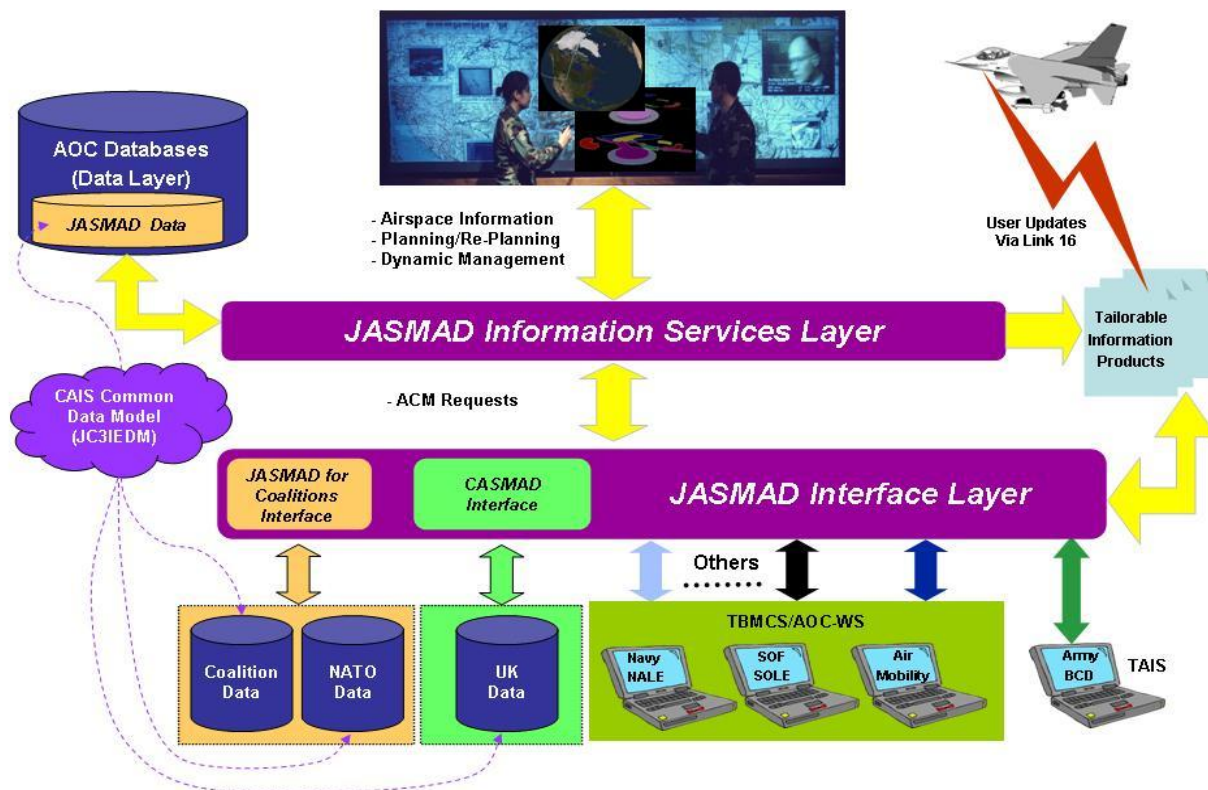 AOC Databases
(Data Layer)
JASMAD Data
- Airspace Information
- Planning/Re-Planning
- Dynamic Management
User Updates
Via Link 16
JASMAD Information Services Layer
Tailorable
Information
Products
CAIS Common
Data Model
(JC3IEDM)
- ACM Requests
JASMAD for
Coalitions
Interface
CASMAD
Interface
JASMAD Interface Layer
Others
TBMCS/AOC-WS
Coalition
Data
NATO
Data
UK
Data
Navy
NALE
SOF
SOLE
Air
Mobility
Army
BCD
TAIS